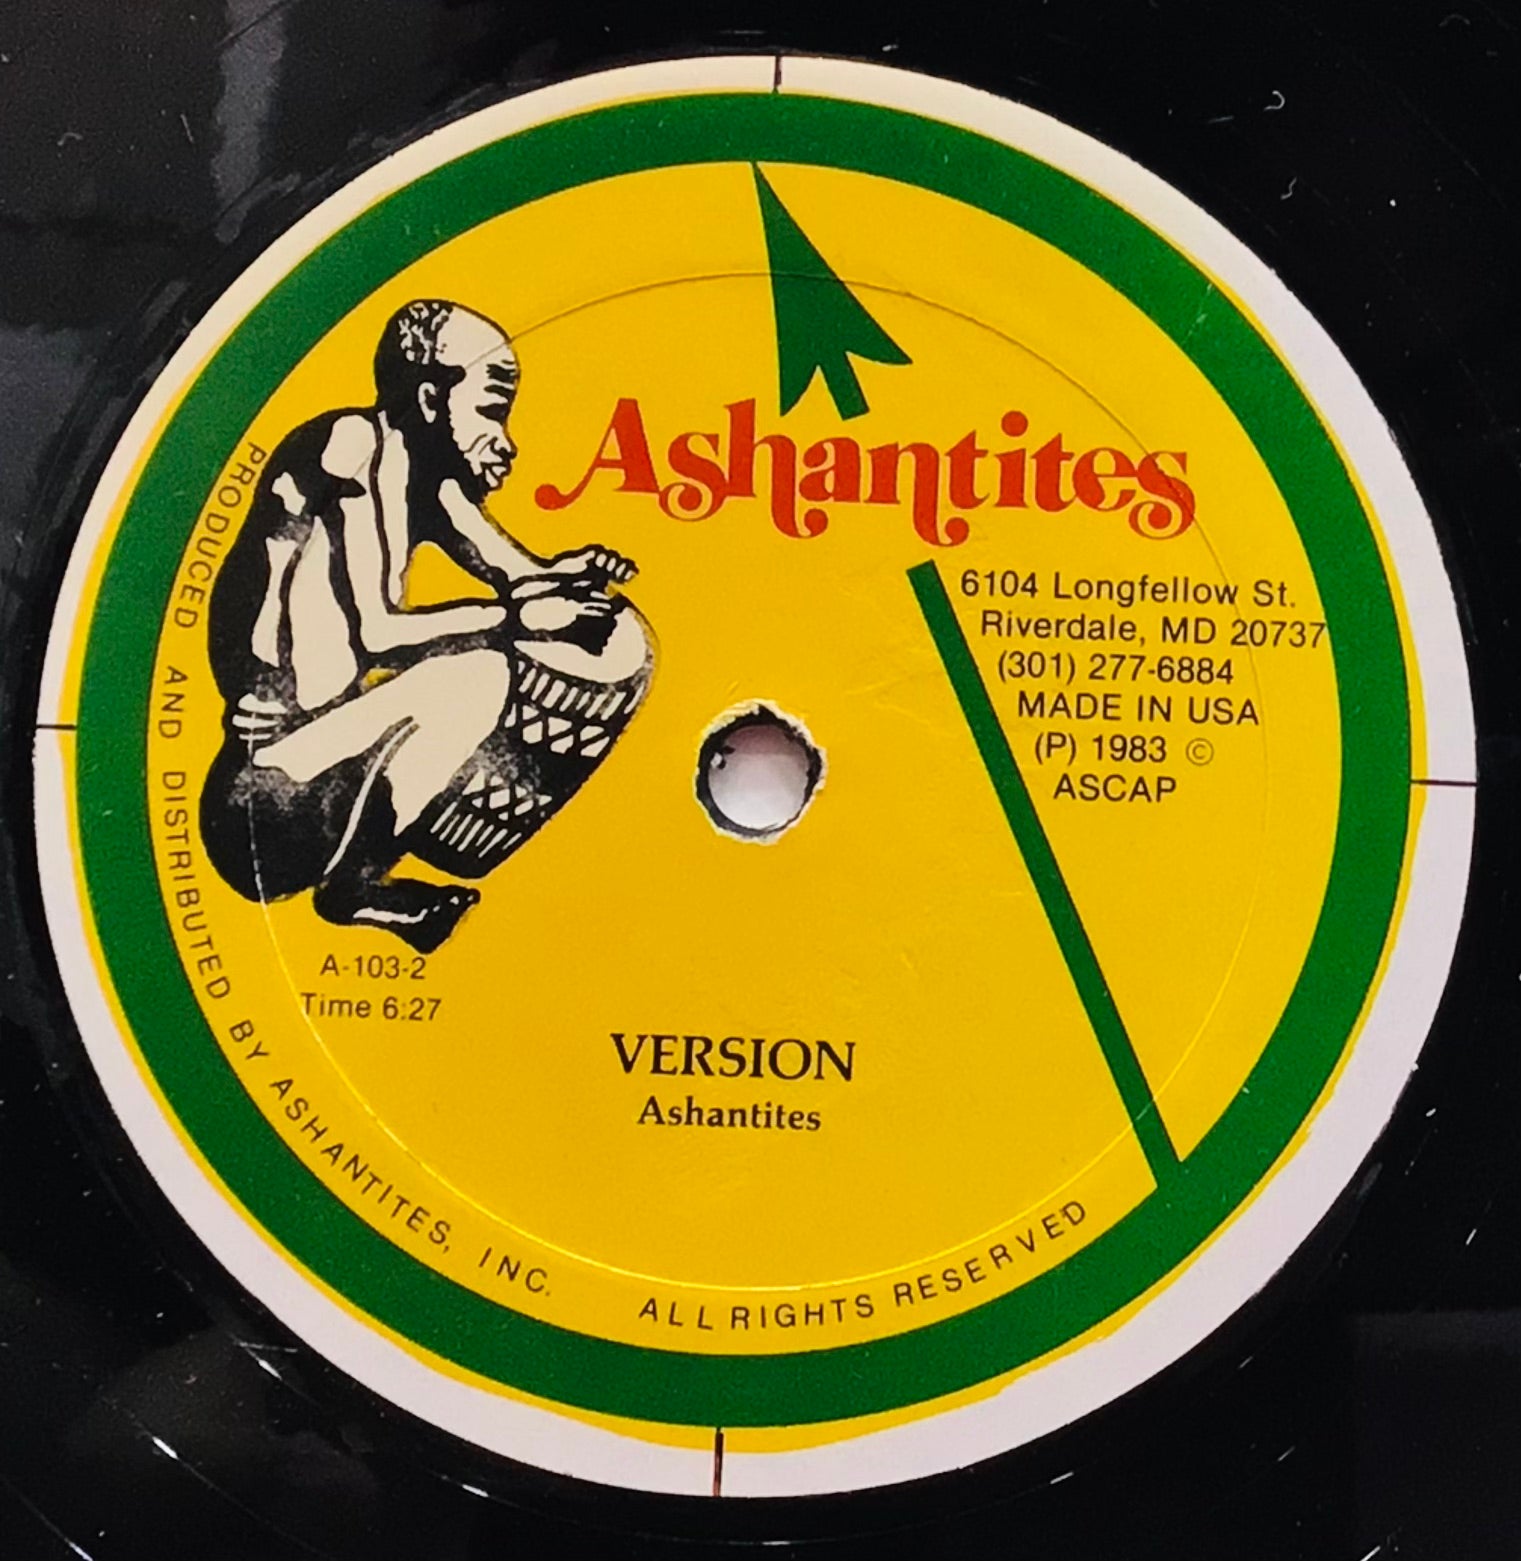 Ashantites
6104 Longfellow St.
Riverdale, MD 20737
(301) 277-6884
MADE IN USA
(P) 1983 ©
ASCAP
A-103-2
Time 6:27
VERSION
Ashantites
PRODUCED AND DISTRIBUTED BY ASHANTITES, INC.
ALL RIGHTS RESERVED